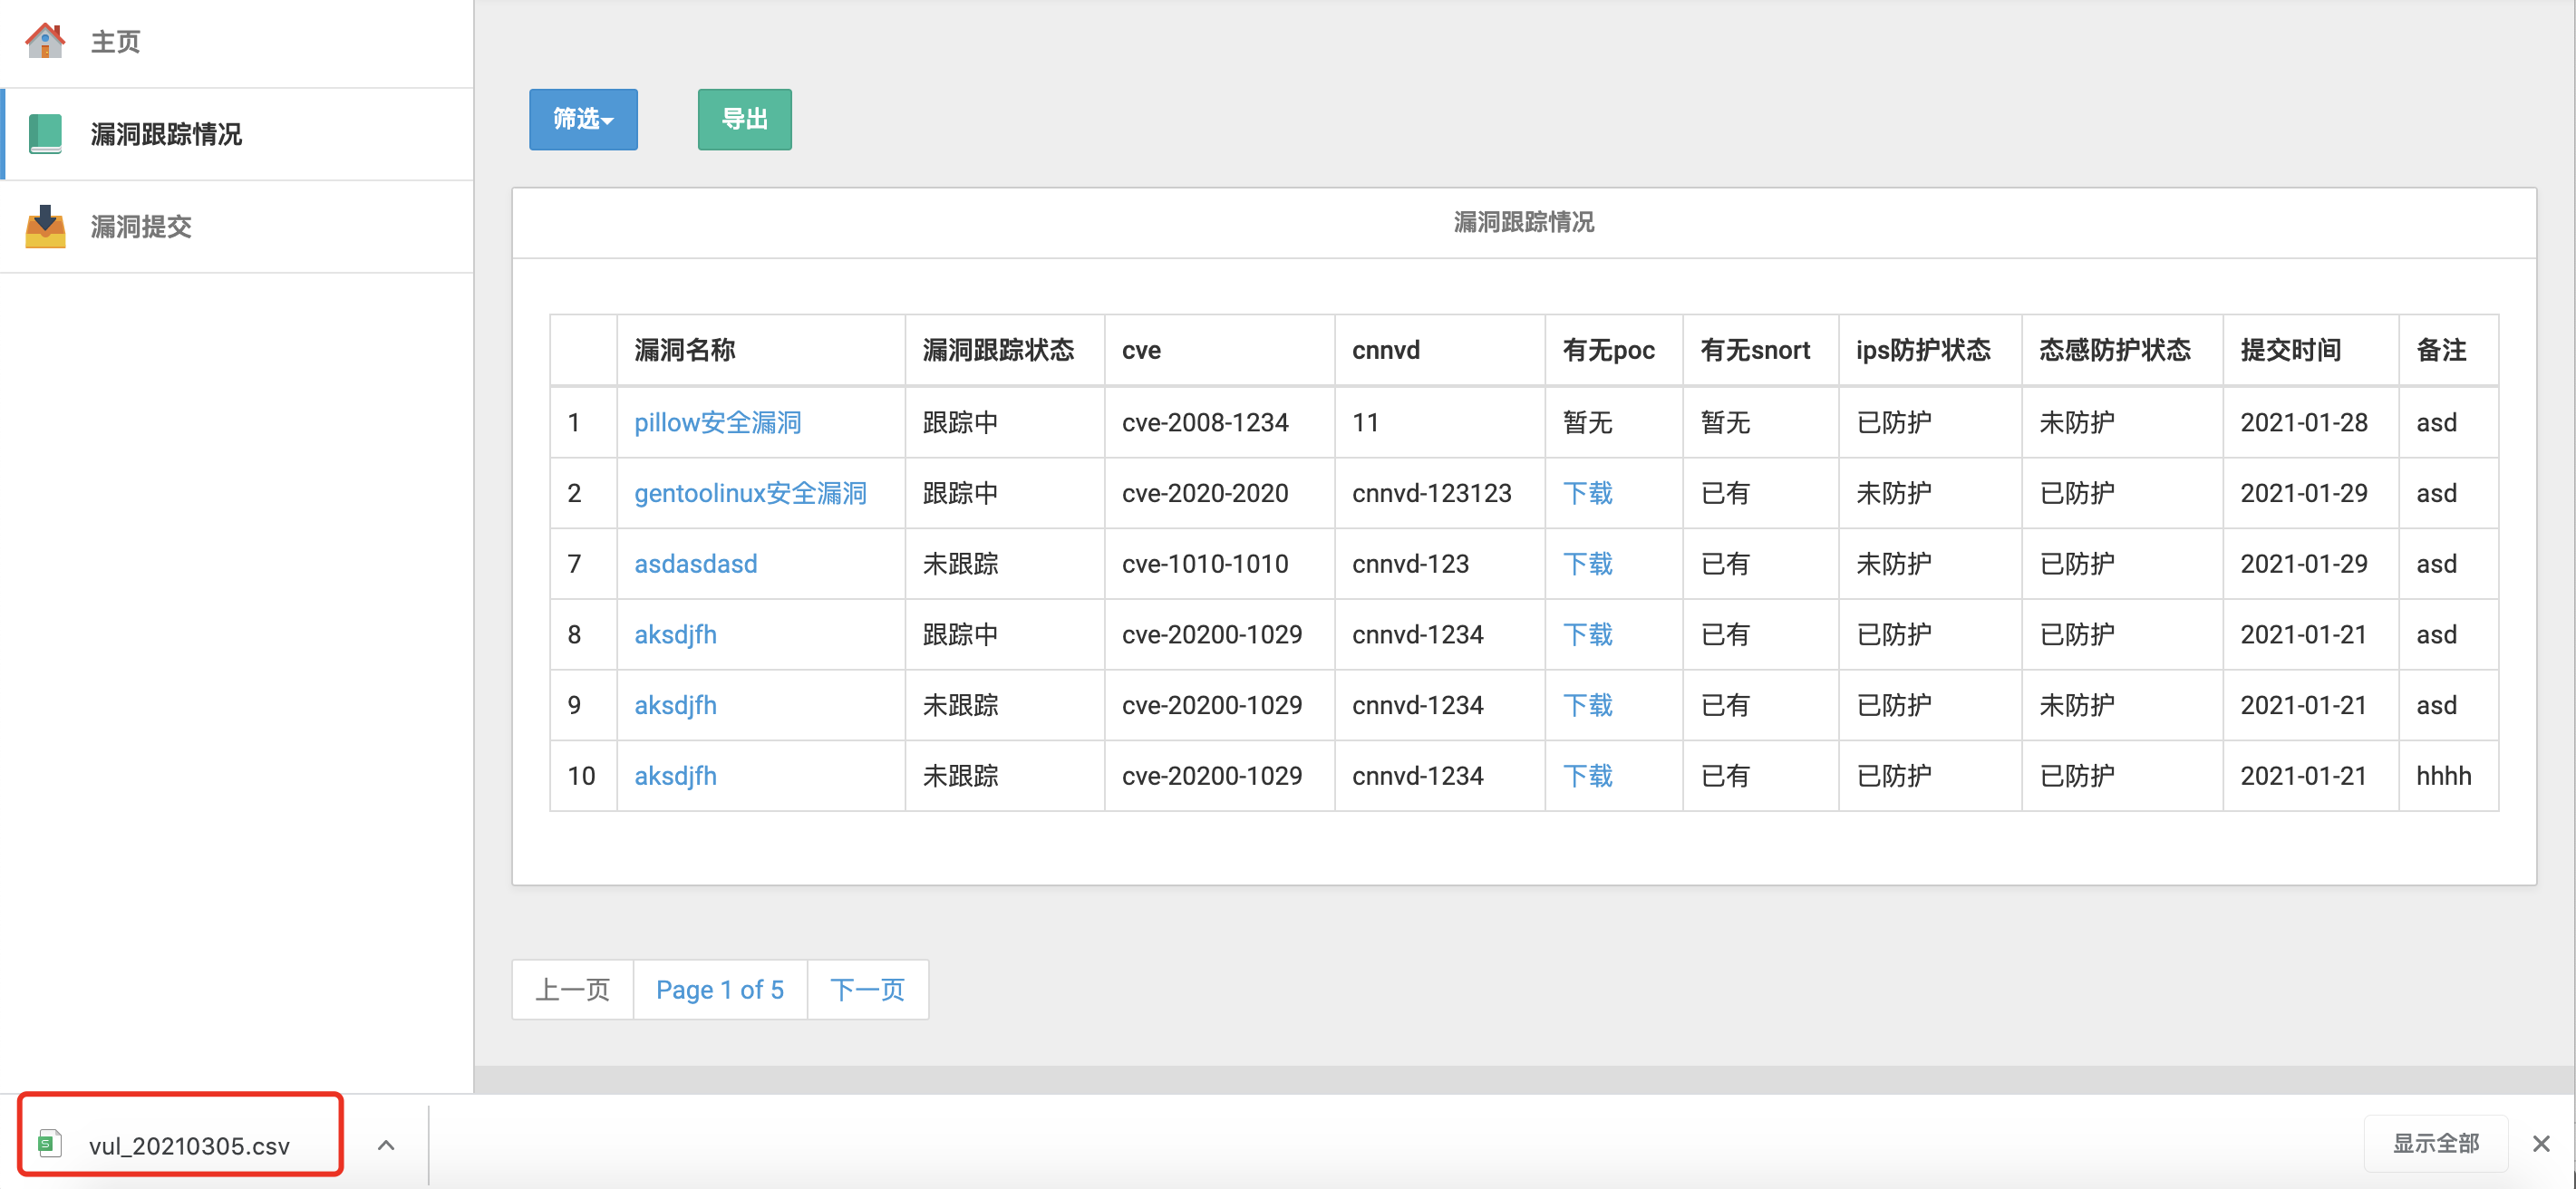 主页
漏洞跟踪情况
漏洞提交
筛选 导出
漏洞跟踪情况
漏洞名称 漏洞跟踪状态 cve cnnvd 有无poc 有无snort ips防护状态 态感防护状态 提交时间 备注
1 pillow安全漏洞 跟踪中 cve-2008-1234 11 暂无 暂无 已防护 未防护 2021-01-28 asd
2 gentoolinux安全漏洞 跟踪中 cve-2020-2020 cnnvd-123123 下载 已有 未防护 已防护 2021-01-29 asd
7 asdasdasd 未跟踪 cve-1010-1010 cnnvd-123 下载 已有 未防护 已防护 2021-01-29 asd
8 aksdjfh 跟踪中 cve-20200-1029 cnnvd-1234 下载 已有 已防护 已防护 2021-01-21 asd
9 aksdjfh 未跟踪 cve-20200-1029 cnnvd-1234 下载 已有 已防护 未防护 2021-01-21 asd
10 aksdjfh 未跟踪 cve-20200-1029 cnnvd-1234 下载 已有 已防护 已防护 2021-01-21 hhhh
上一页 Page 1 of 5 下一页
vul_20210305.csv 显示全部